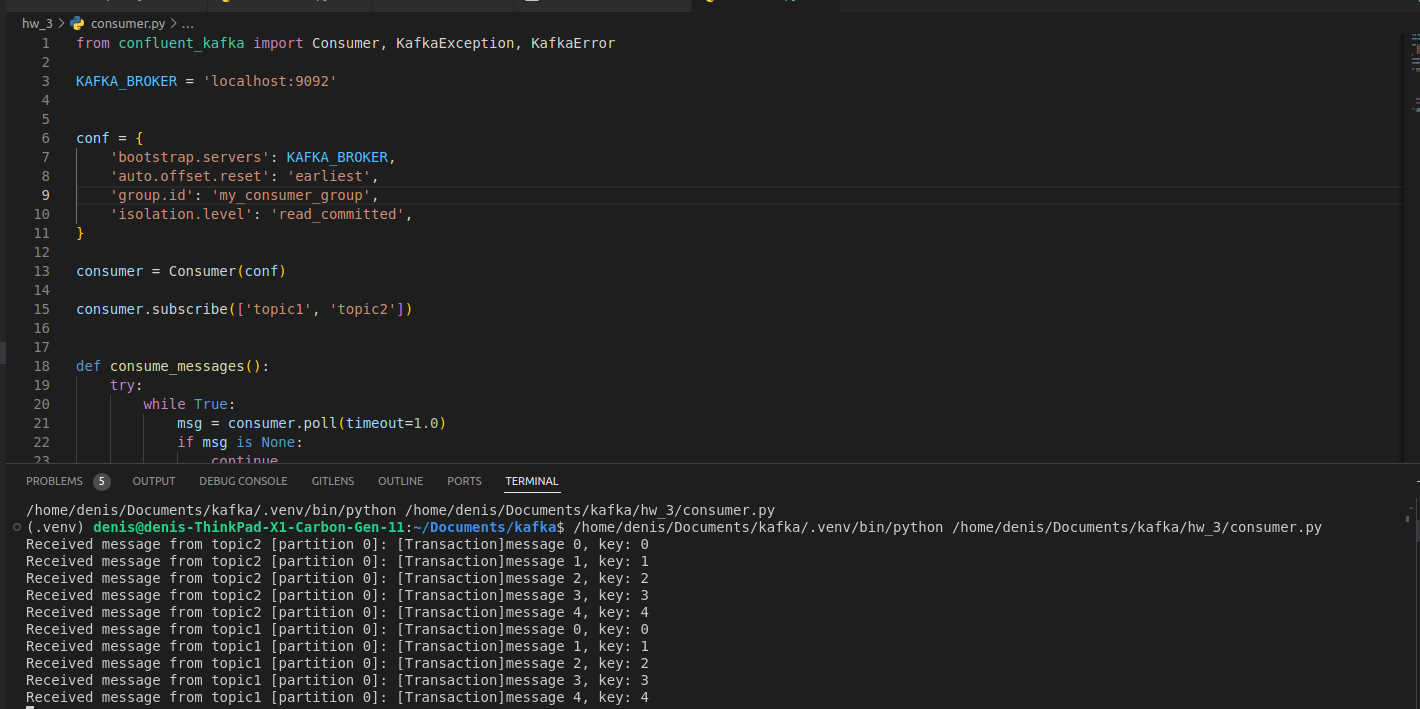 hw_3 > consumer.py > ...
1 from confluent_kafka import Consumer, KafkaException, KafkaError
2
3 KAFKA_BROKER = 'localhost:9092'
4
5
6 conf = {
7     'bootstrap.servers': KAFKA_BROKER,
8     'auto.offset.reset': 'earliest',
9     'group.id': 'my_consumer_group',
10     'isolation.level': 'read_committed',
11 }
12
13 consumer = Consumer(conf)
14
15 consumer.subscribe(['topic1', 'topic2'])
16
17
18 def consume_messages():
19     try:
20         while True:
21             msg = consumer.poll(timeout=1.0)
22             if msg is None:
23                 continue
PROBLEMS 5 OUTPUT DEBUG CONSOLE GITLENS OUTLINE PORTS TERMINAL
/home/denis/Documents/kafka/.venv/bin/python /home/denis/Documents/kafka/hw_3/consumer.py
(.venv) denis@denis-ThinkPad-X1-Carbon-Gen-11:~/Documents/kafka$ /home/denis/Documents/kafka/.venv/bin/python /home/denis/Documents/kafka/hw_3/consumer.py
Received message from topic2 [partition 0]: [Transaction]message 0, key: 0
Received message from topic2 [partition 0]: [Transaction]message 1, key: 1
Received message from topic2 [partition 0]: [Transaction]message 2, key: 2
Received message from topic2 [partition 0]: [Transaction]message 3, key: 3
Received message from topic2 [partition 0]: [Transaction]message 4, key: 4
Received message from topic1 [partition 0]: [Transaction]message 0, key: 0
Received message from topic1 [partition 0]: [Transaction]message 1, key: 1
Received message from topic1 [partition 0]: [Transaction]message 2, key: 2
Received message from topic1 [partition 0]: [Transaction]message 3, key: 3
Received message from topic1 [partition 0]: [Transaction]message 4, key: 4